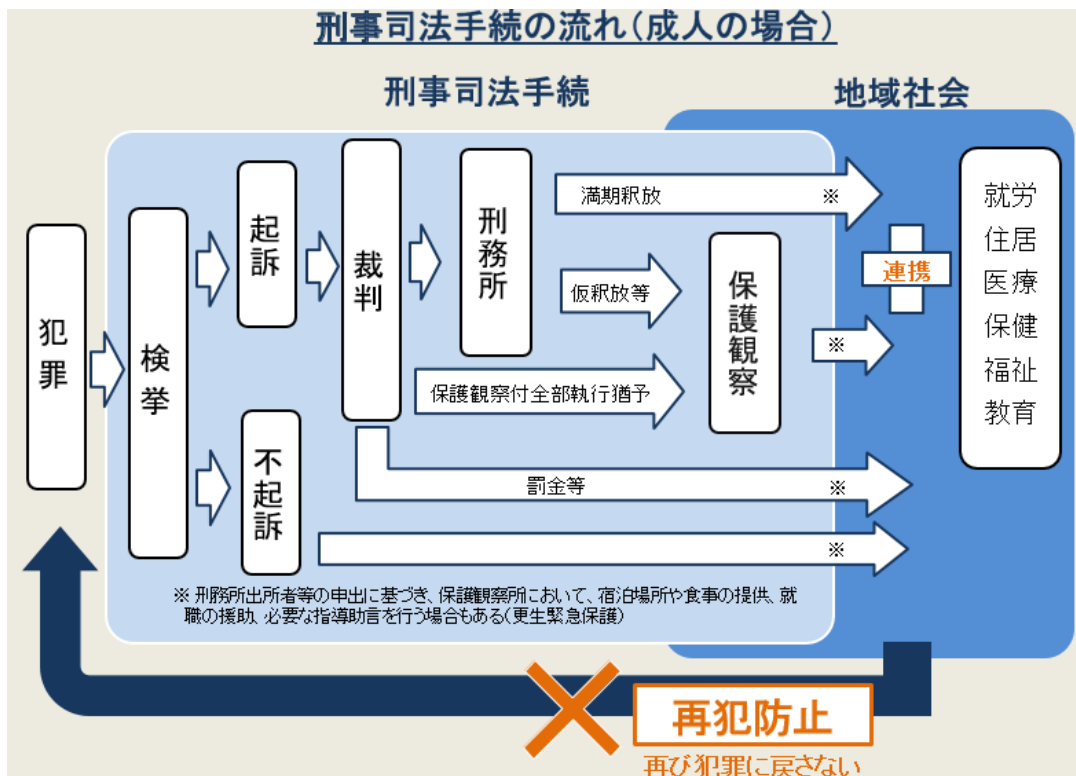 刑事司法手続の流れ(成人の場合)
刑事司法手続
地域社会
犯罪
検挙
起訴
不起訴
裁判
刑務所
満期釈放
※
仮釈放等
保護観察付全部執行猶予
保護観察
※
罰金等
※
※
連携
就労
住居
医療
保健
福祉
教育
※ 刑務所出所者等の申出に基づき、保護観察所において、宿泊場所や食事の提供、就
職の援助、必要な指導助言を行う場合もある(更生緊急保護)
再犯防止
再び犯罪に戻さない